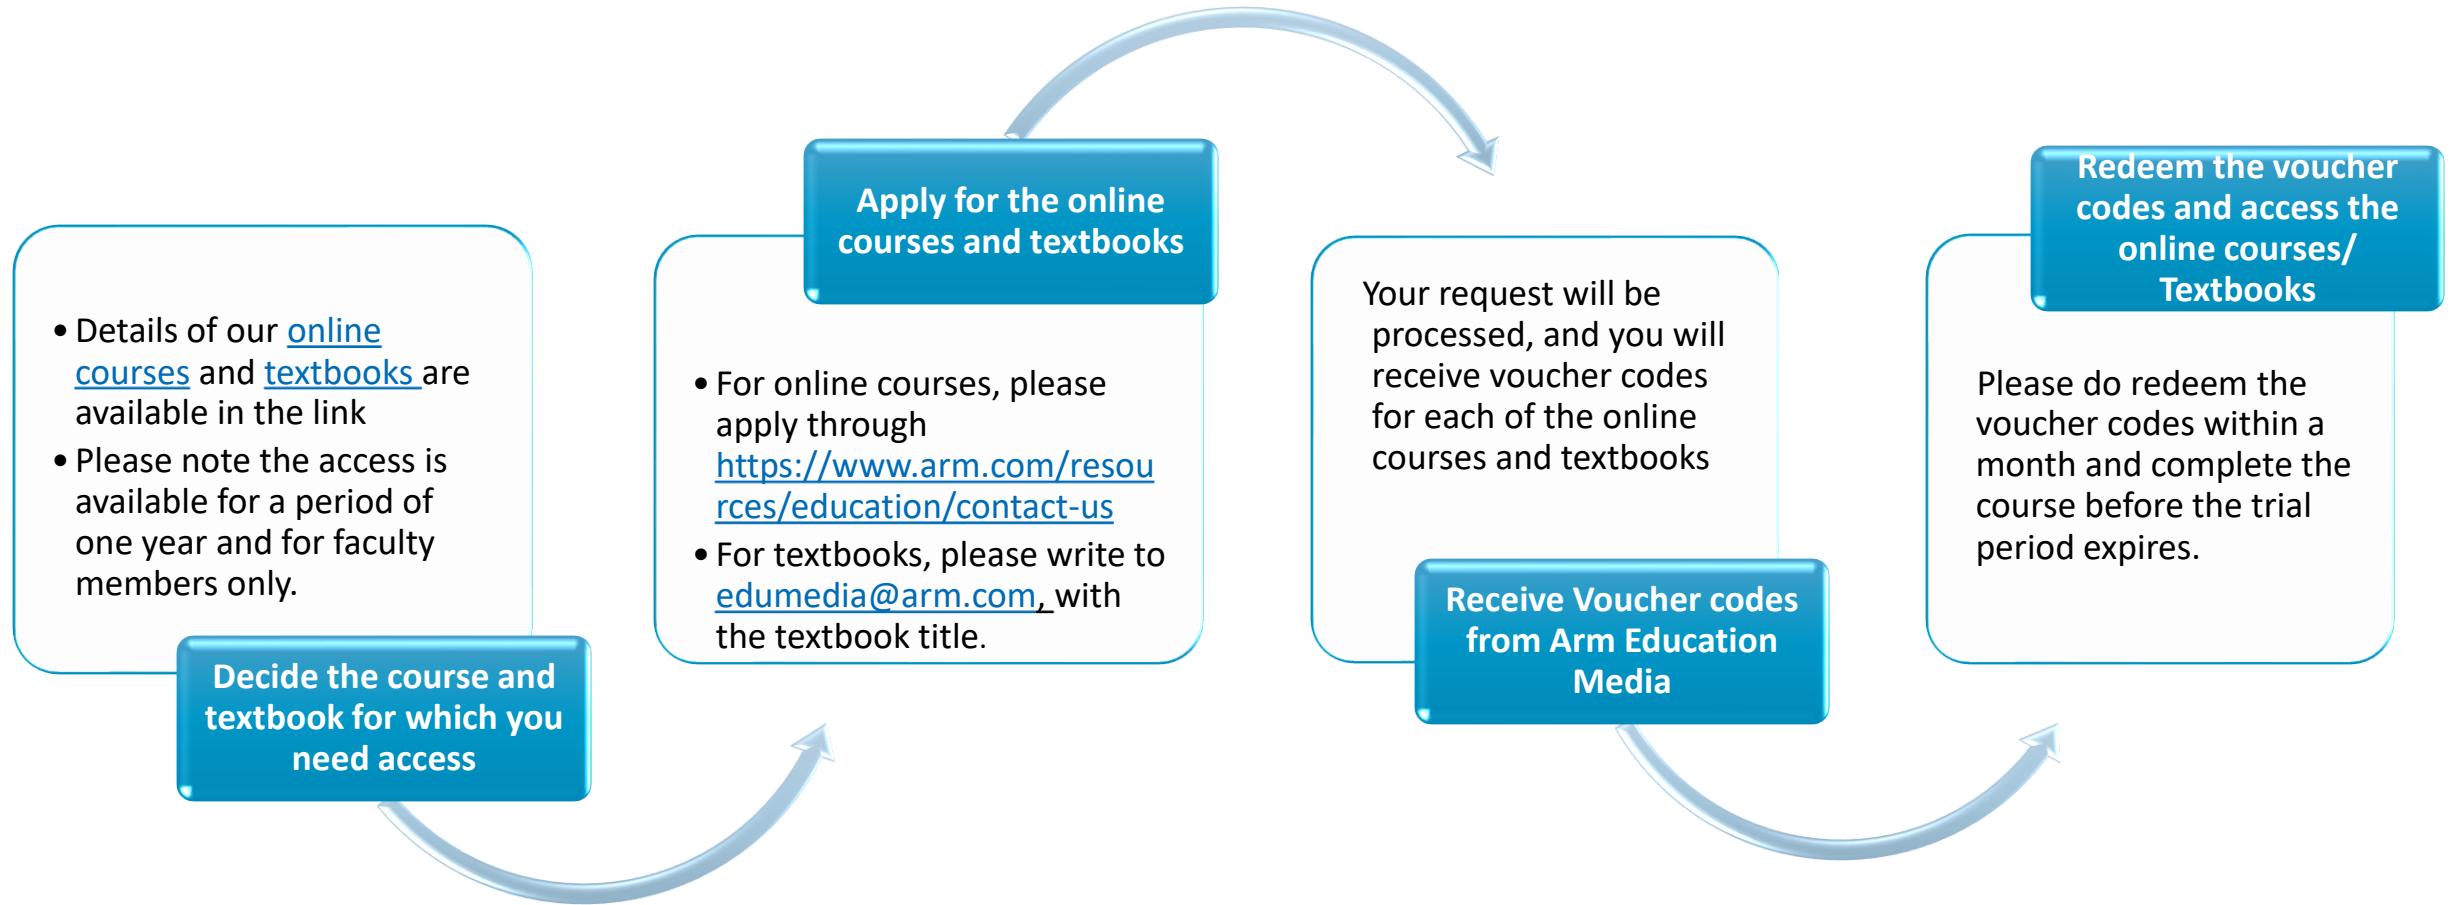 • Details of our online
courses and textbooks are
available in the link
• Please note the access is
available for a period of
one year and for faculty
members only.
Decide the course and
textbook for which you
need access
Apply for the online
courses and textbooks
• For online courses, please
apply through
https://www.arm.com/resou
rces/education/contact-us
• For textbooks, please write to
edumedia@arm.com, with
the textbook title.
Your request will be
processed, and you will
receive voucher codes
for each of the online
courses and textbooks
Receive Voucher codes
from Arm Education
Media
Redeem the voucher
codes and access the
online courses/
Textbooks
Please do redeem the
voucher codes within a
month and complete the
course before the trial
period expires.